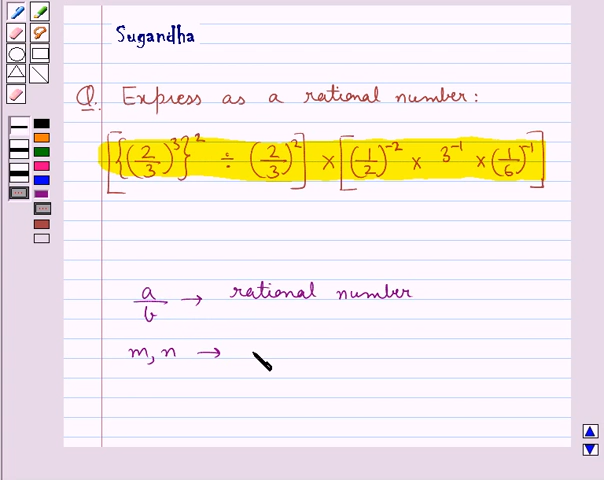 Sugandha
Q. Express as a rational number:
[{(2/3)^3}^2 ÷ (2/3)^2] × [(1/2)^-2 × 3^-1 × (1/6)^-1]
a/b → rational number
m, n →